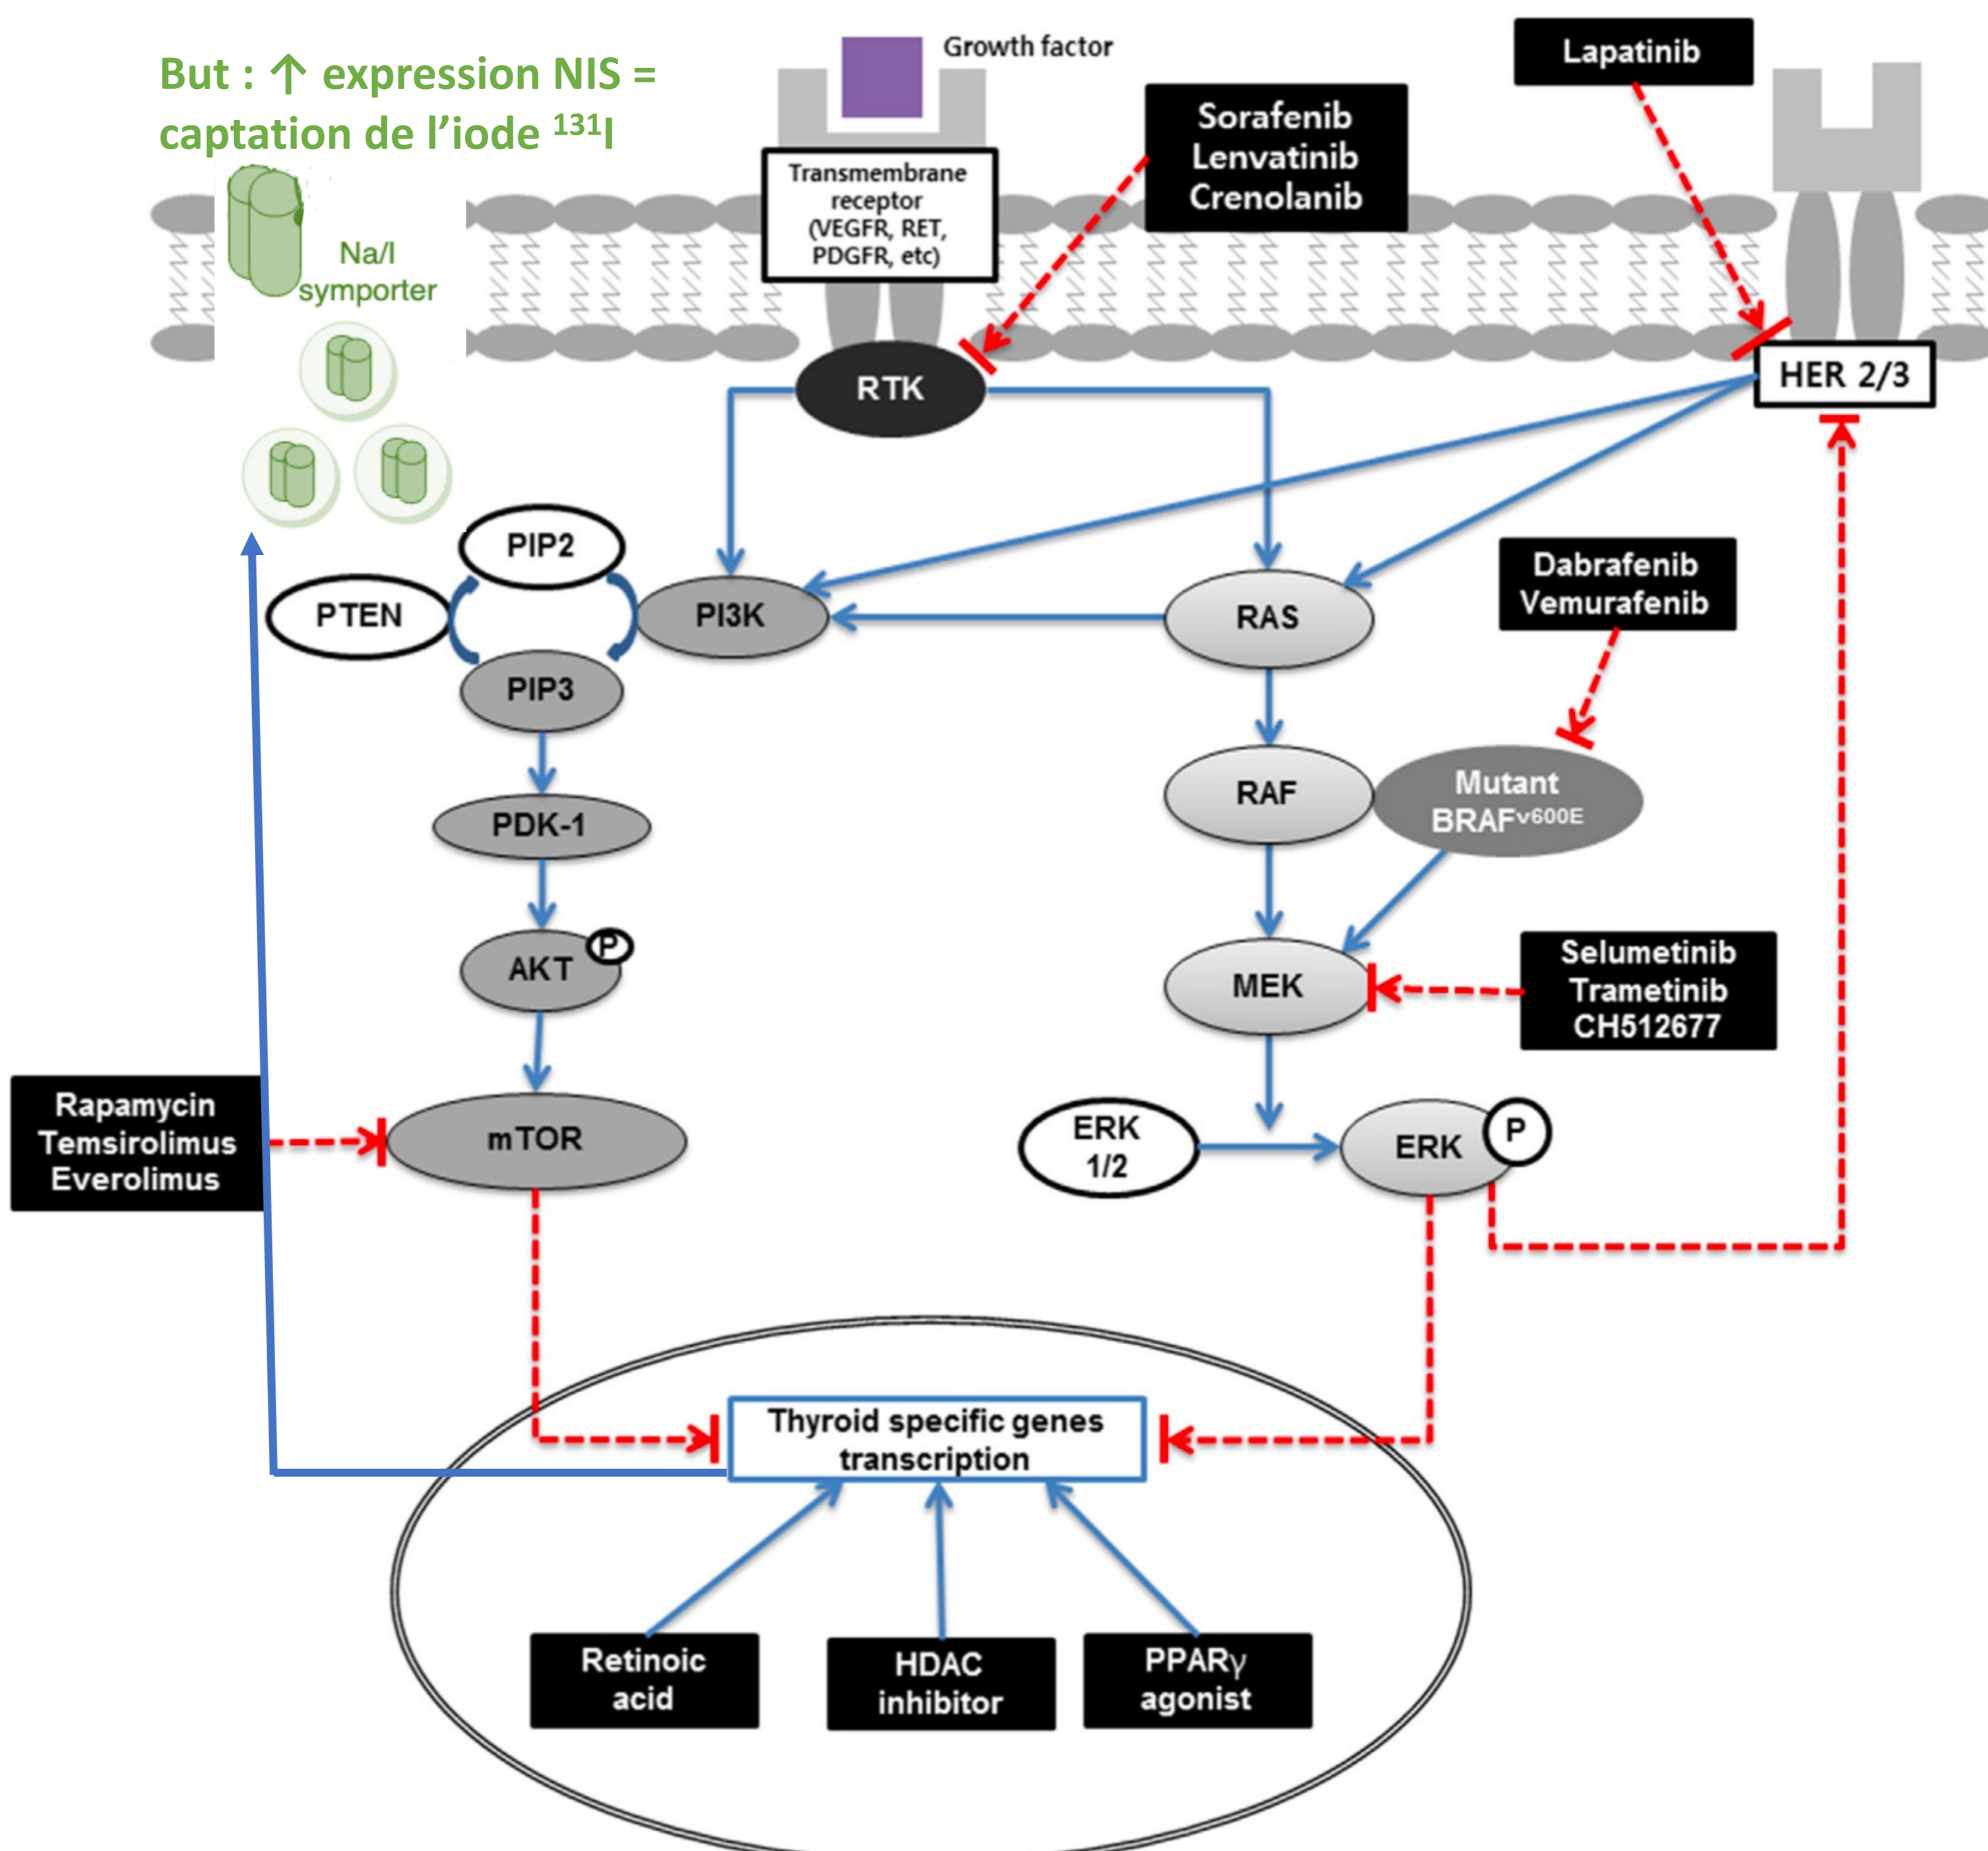 But : ↑ expression NIS =
captation de l’iode ¹³¹I
Growth factor
Lapatinib
Sorafenib
Lenvatinib
Crenolanib
Transmembrane
receptor
(VEGFR, RET,
PDGFR, etc)
Na/I
symporter
RTK
HER 2/3
PIP2
PTEN
PI3K
RAS
Dabrafenib
Vemurafenib
PIP3
RAF
Mutant
BRAFᵛ⁶⁰⁰ᴱ
PDK-1
AKT
P
MEK
Selumetinib
Trametinib
CH512677
Rapamycin
Temsirolimus
Everolimus
mTOR
ERK
1/2
ERK
P
Thyroid specific genes
transcription
Retinoic
acid
HDAC
inhibitor
PPARγ
agonist